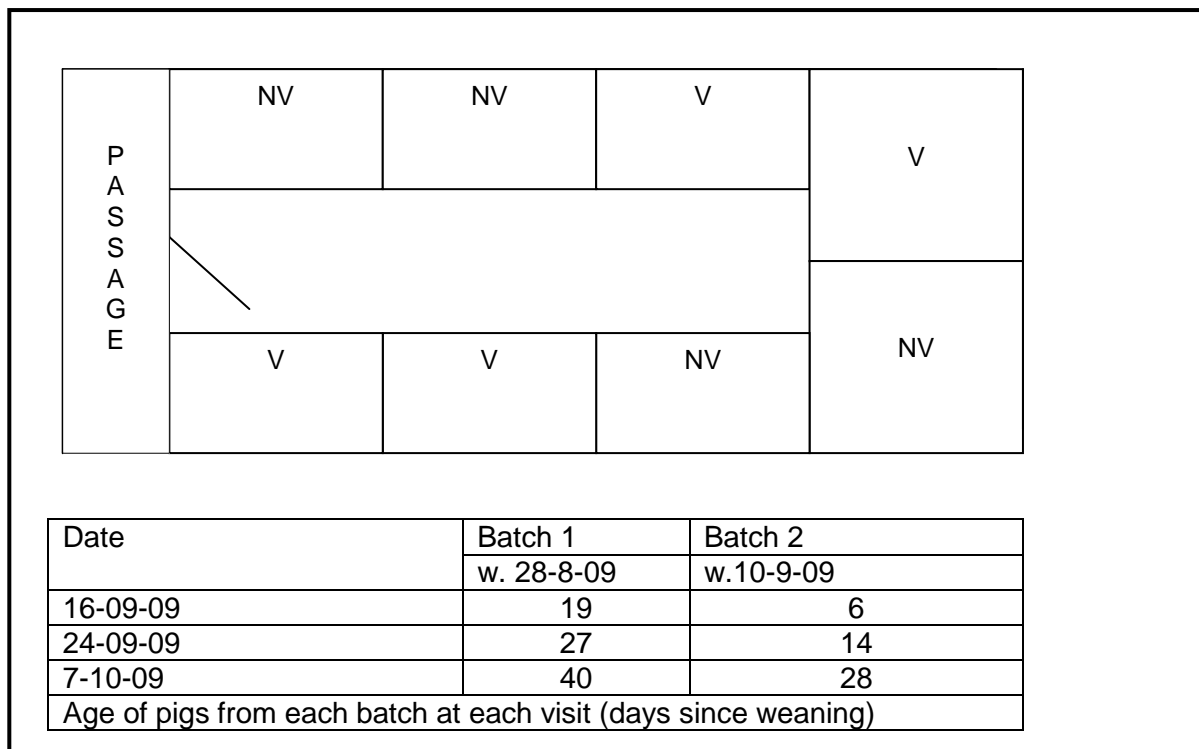 NV NV V
V
PASSAGE
V V NV
NV
Date Batch 1 Batch 2
w. 28-8-09 w.10-9-09
16-09-09 19 6
24-09-09 27 14
7-10-09 40 28
Age of pigs from each batch at each visit (days since weaning)